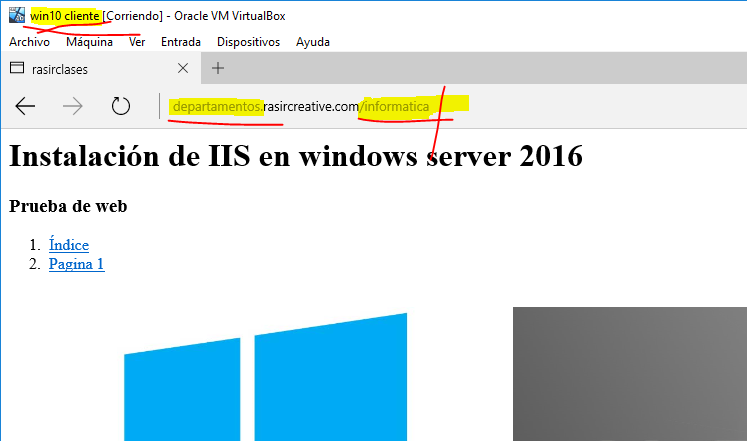 win10 cliente [Corriendo] - Oracle VM VirtualBox
Archivo Máquina Ver Entrada Dispositivos Ayuda
rasirclases
departamentos.rasircreative.com/informatica
Instalación de IIS en windows server 2016
Prueba de web
1. Índice
2. Pagina 1